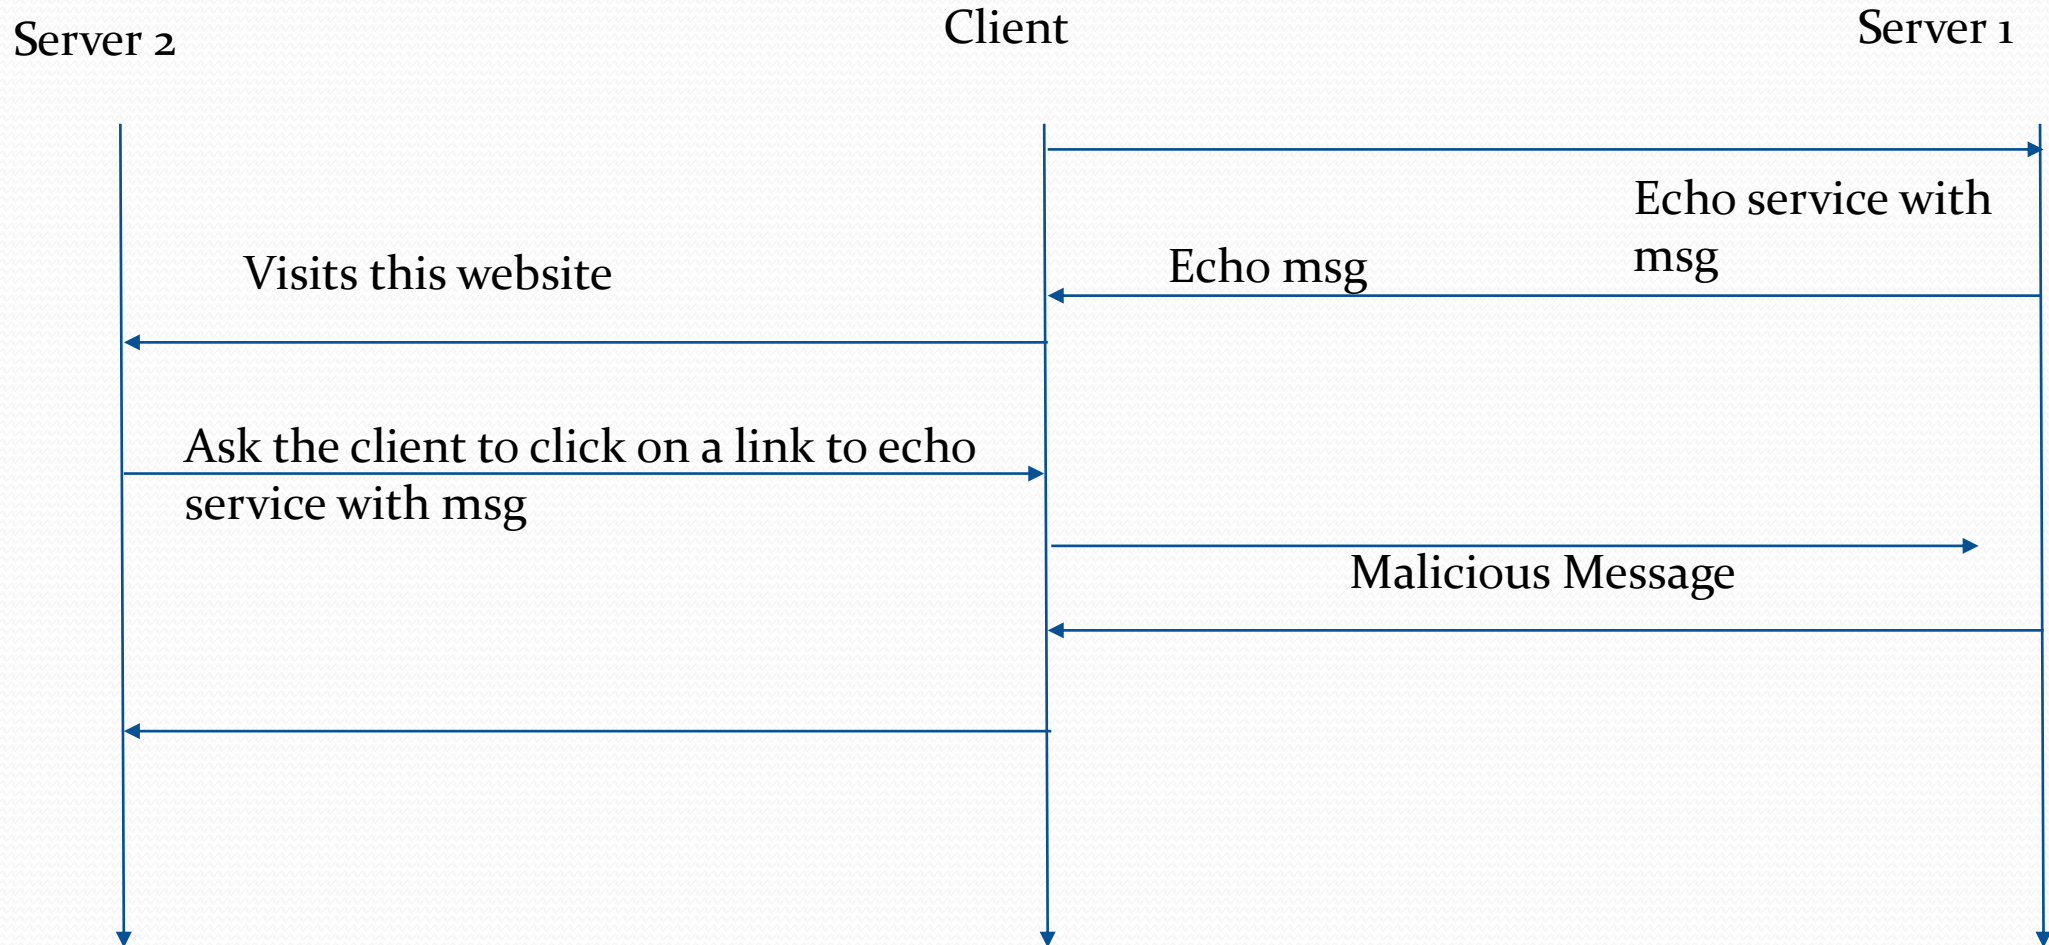 Server 2
Client
Server 1
Echo service with
msg
Visits this website
Echo msg
Ask the client to click on a link to echo
service with msg
Malicious Message